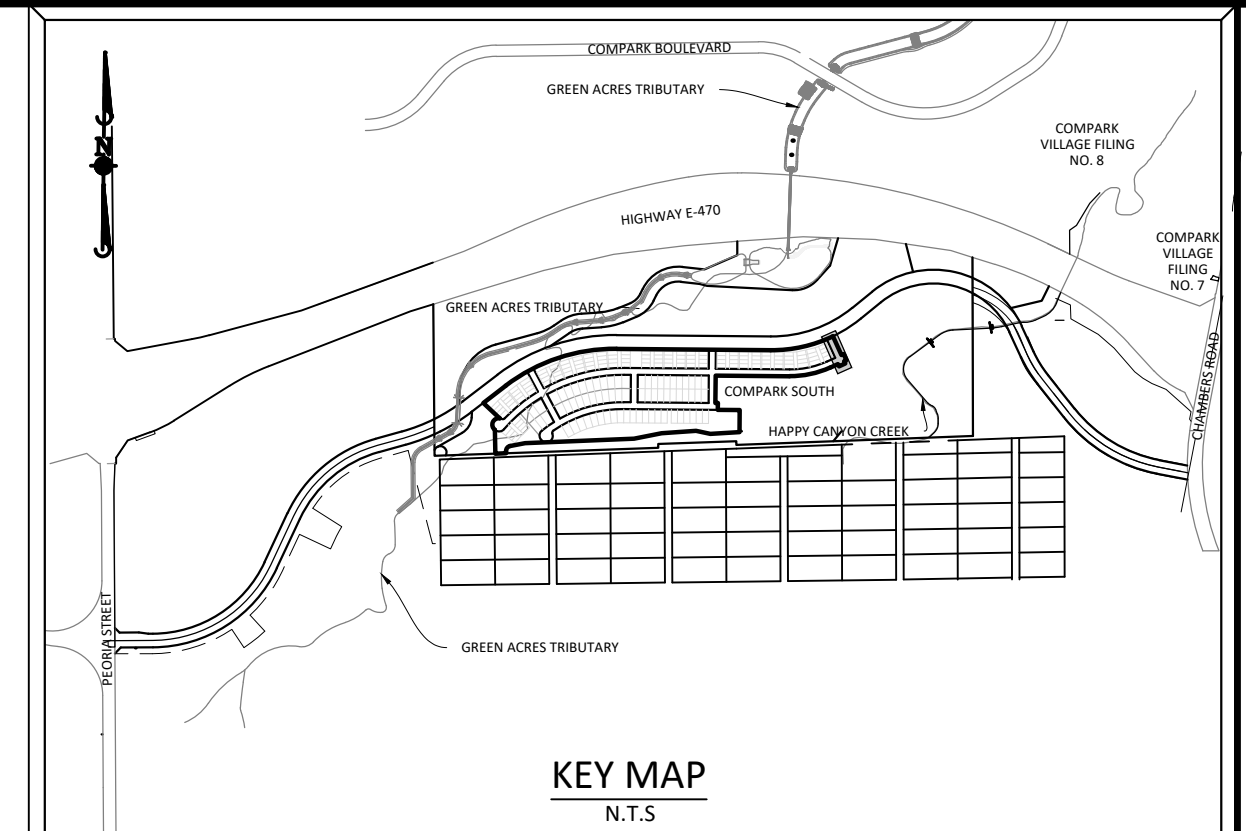 COMPARK BOULEVARD
GREEN ACRES TRIBUTARY
N
COMPARK
VILLAGE FILING
NO. 8
HIGHWAY E-470
COMPARK
VILLAGE
FILING
NO. 7
GREEN ACRES TRIBUTARY
COMPARK SOUTH
HAPPY CANYON CREEK
CHAMBERS ROAD
PEORIA STREET
GREEN ACRES TRIBUTARY
KEY MAP
N.T.S